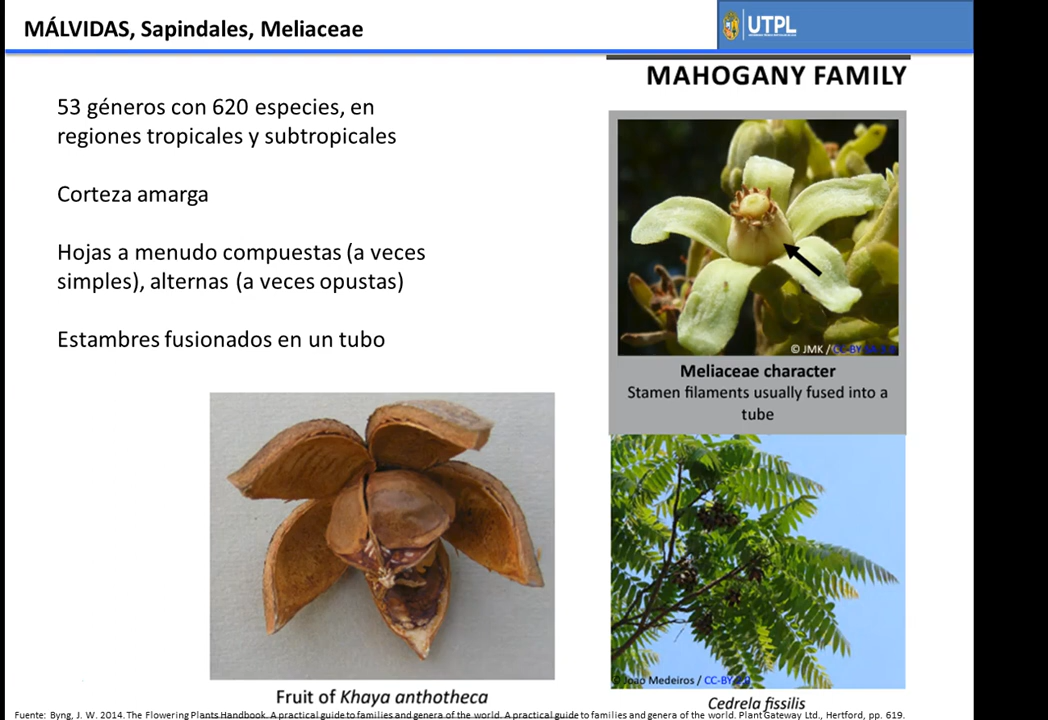 MÁLVIDAS, Sapindales, Meliaceae
UTPL
MAHOGANY FAMILY
53 géneros con 620 especies, en
regiones tropicales y subtropicales
Corteza amarga
Hojas a menudo compuestas (a veces
simples), alternas (a veces opustas)
Estambres fusionados en un tubo
© JMK / CC-BY
Meliaceae character
Stamen filaments usually fused into a
tube
Fruit of Khaya anthotheca
© Joao Medeiros / CC-BY
Cedrela fissilis
Fuente: Byng, J. W. 2014. The Flowering Plants Handbook. A practical guide to families and genera of the world. A practical guide to families and genera of the world. Plant Gateway Ltd., Hertford, pp. 619.